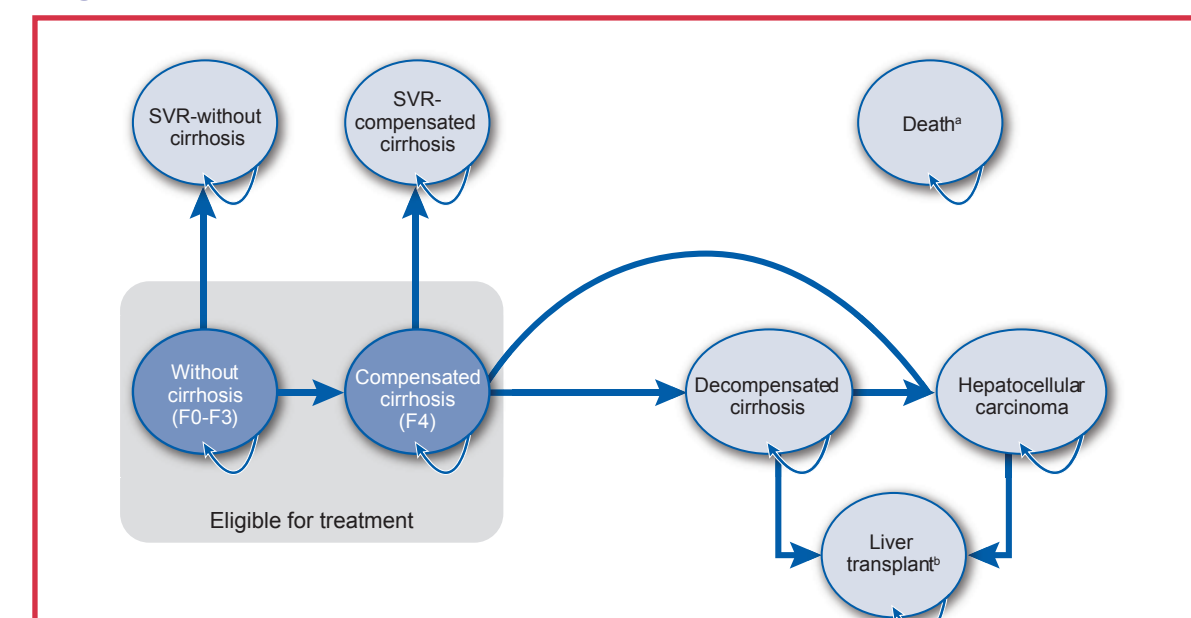 SVR-without
cirrhosis
SVR-
compensated
cirrhosis
Deathᵃ
Without
cirrhosis
(F0-F3)
Compensated
cirrhosis
(F4)
Decompensated
cirrhosis
Hepatocellular
carcinoma
Eligible for treatment
Liver
transplantᵇ